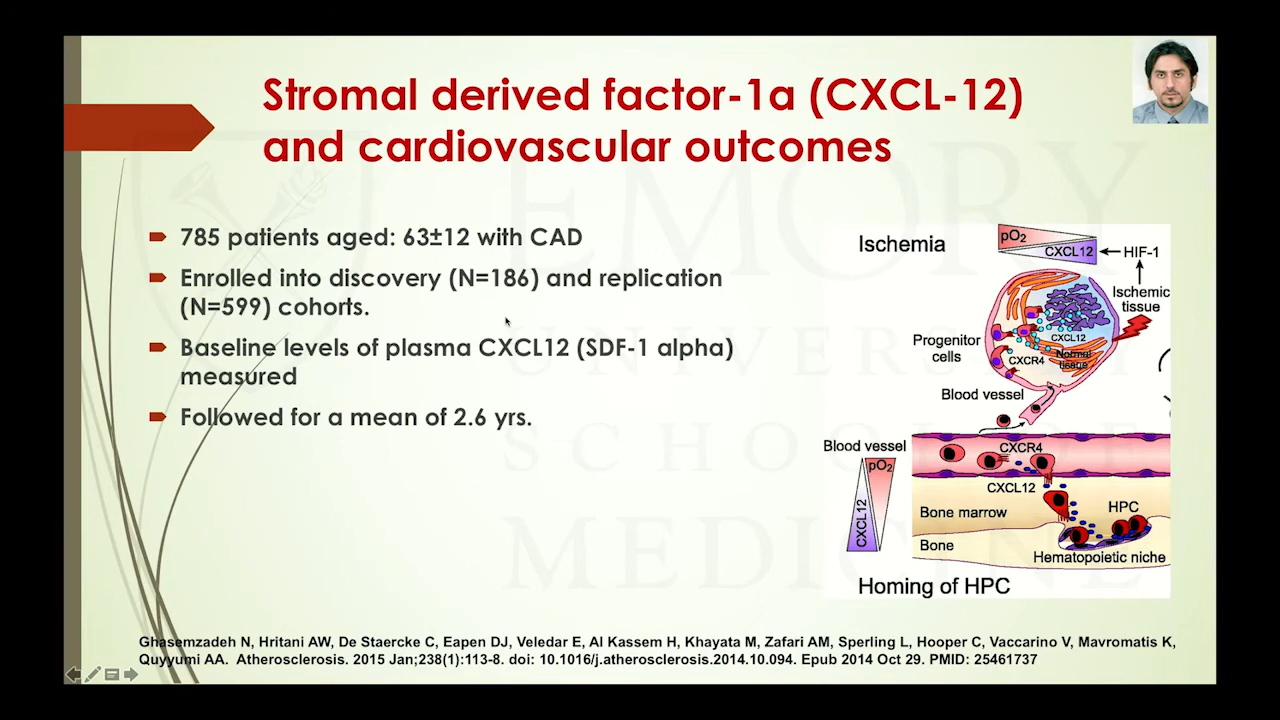 Stromal derived factor-1a (CXCL-12)
and cardiovascular outcomes
785 patients aged: 63±12 with CAD
Enrolled into discovery (N=186) and replication
(N=599) cohorts.
Baseline levels of plasma CXCL12 (SDF-1 alpha)
measured
Followed for a mean of 2.6 yrs.
Ischemia
pO2
CXCL12
HIF-1
Ischemic
tissue
Progenitor
cells
CXCL12
CXCR4
Normal
tissue
Blood vessel
Blood vessel
pO2
CXCL12
CXCR4
CXCL12
Bone marrow
HPC
Bone
Hematopoietic niche
Homing of HPC
EMORY
UNIVERSITY
SCHOOL OF
MEDICINE
Ghasemzadeh N, Hritani AW, De Staercke C, Eapen DJ, Veledar E, Al Kassem H, Khayata M, Zafari AM, Sperling L, Hooper C, Vaccarino V, Mavromatis K,
Quyyumi AA. Atherosclerosis. 2015 Jan;238(1):113-8. doi: 10.1016/j.atherosclerosis.2014.10.094. Epub 2014 Oct 29. PMID: 25461737